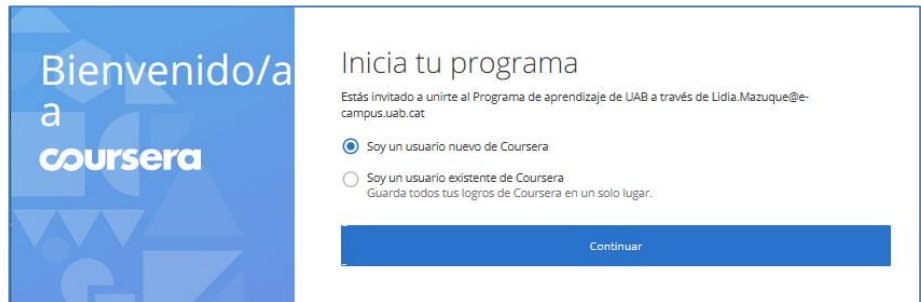 Bienvenido/a
a
coursera
Inicia tu programa
Estás invitado a unirte al Programa de aprendizaje de UAB a través de Lidia.Mazuque@e-
campus.uab.cat
Soy un usuario nuevo de Coursera
Soy un usuario existente de Coursera
Guarda todos tus logros de Coursera en un solo lugar.
Continuar